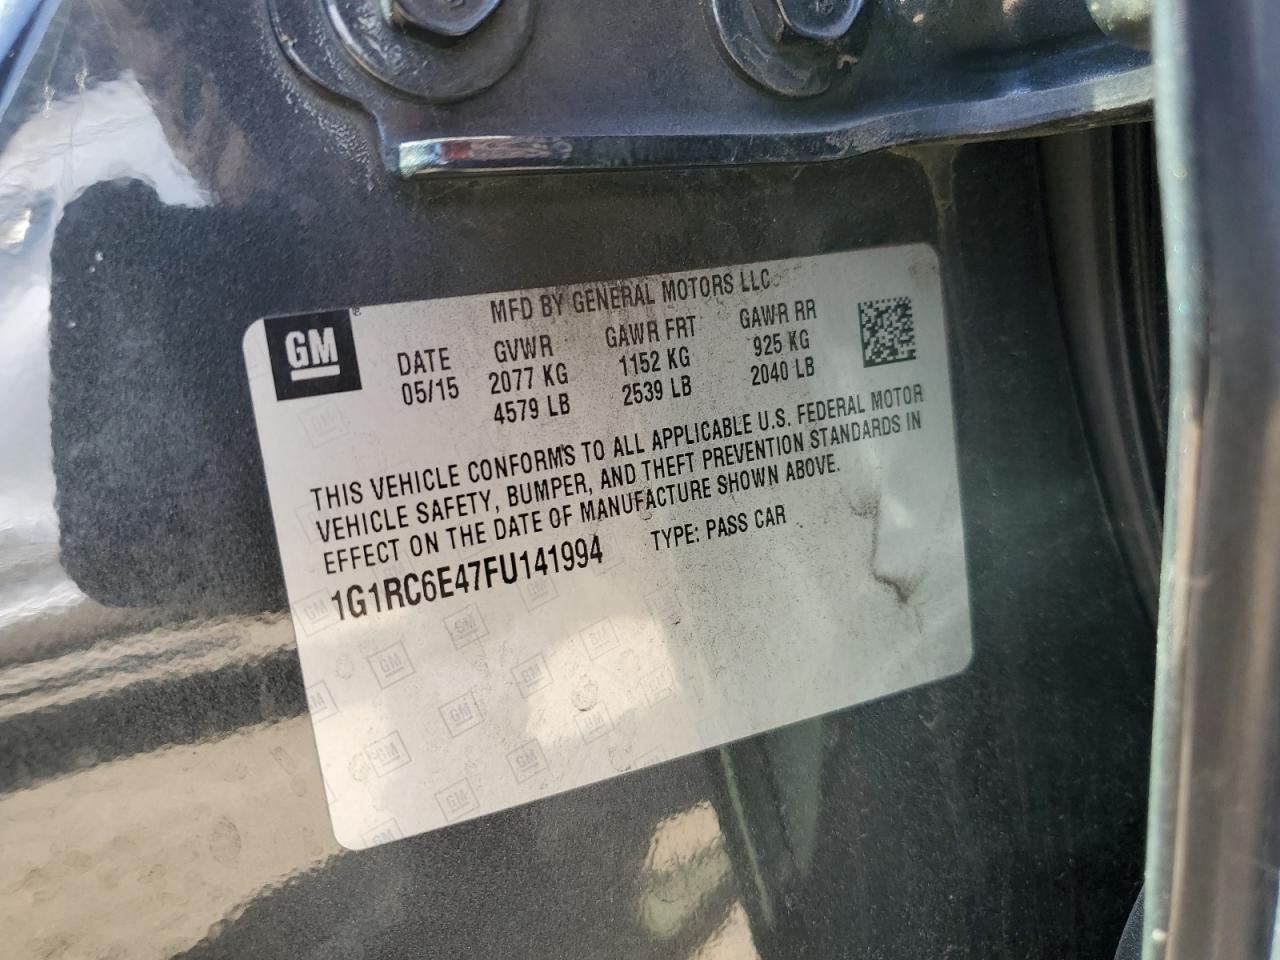 MFD BY GENERAL MOTORS LLC
GM ®
DATE GVWR GAWR FRT GAWR RR
05/15 2077 KG 1152 KG 925 KG
4579 LB 2539 LB 2040 LB
THIS VEHICLE CONFORMS TO ALL APPLICABLE U.S. FEDERAL MOTOR
VEHICLE SAFETY, BUMPER, AND THEFT PREVENTION STANDARDS IN
EFFECT ON THE DATE OF MANUFACTURE SHOWN ABOVE.
1G1RC6E47FU141994 TYPE: PASS CAR